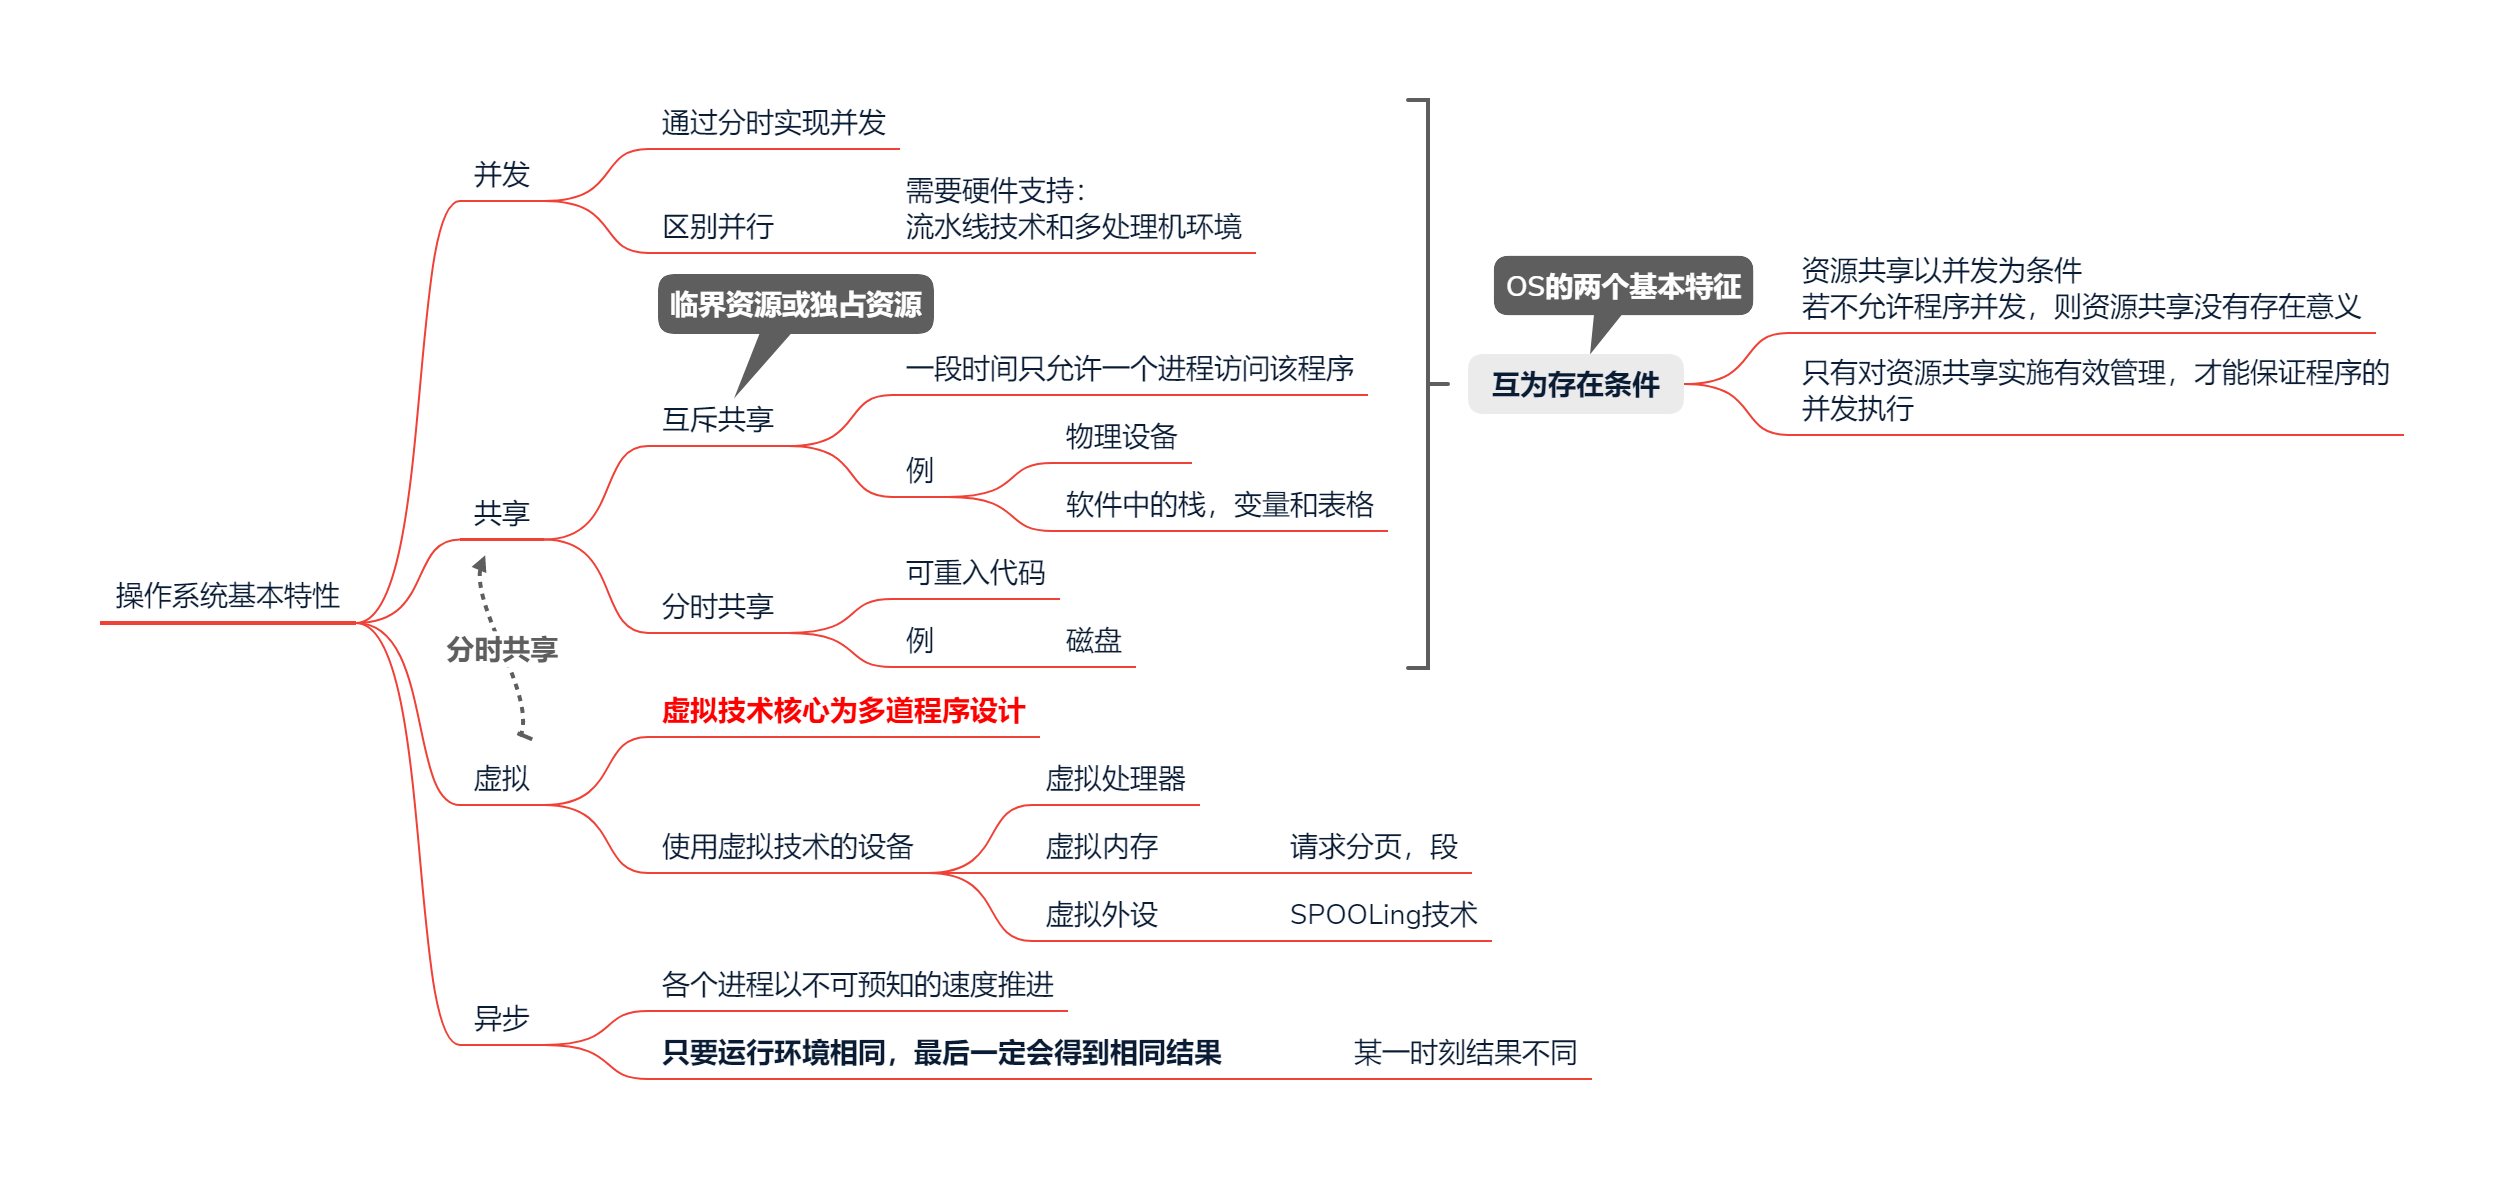 通过分时实现并发
并发
需要硬件支持：
区别并行
流水线技术和多处理机环境
临界资源或独占资源
一段时间只允许一个进程访问该程序
互斥共享
物理设备
例
软件中的栈，变量和表格
共享
可重入代码
分时共享
例
磁盘
OS的两个基本特征
互为存在条件
资源共享以并发为条件
若不允许程序并发，则资源共享没有存在意义
只有对资源共享实施有效管理，才能保证程序的
并发执行
操作系统基本特性
分时共享
虚拟技术核心为多道程序设计
虚拟
虚拟处理器
使用虚拟技术的设备
虚拟内存
请求分页，段
虚拟外设
SPOOLing技术
各个进程以不可预知的速度推进
异步
只要运行环境相同，最后一定会得到相同结果
某一时刻结果不同